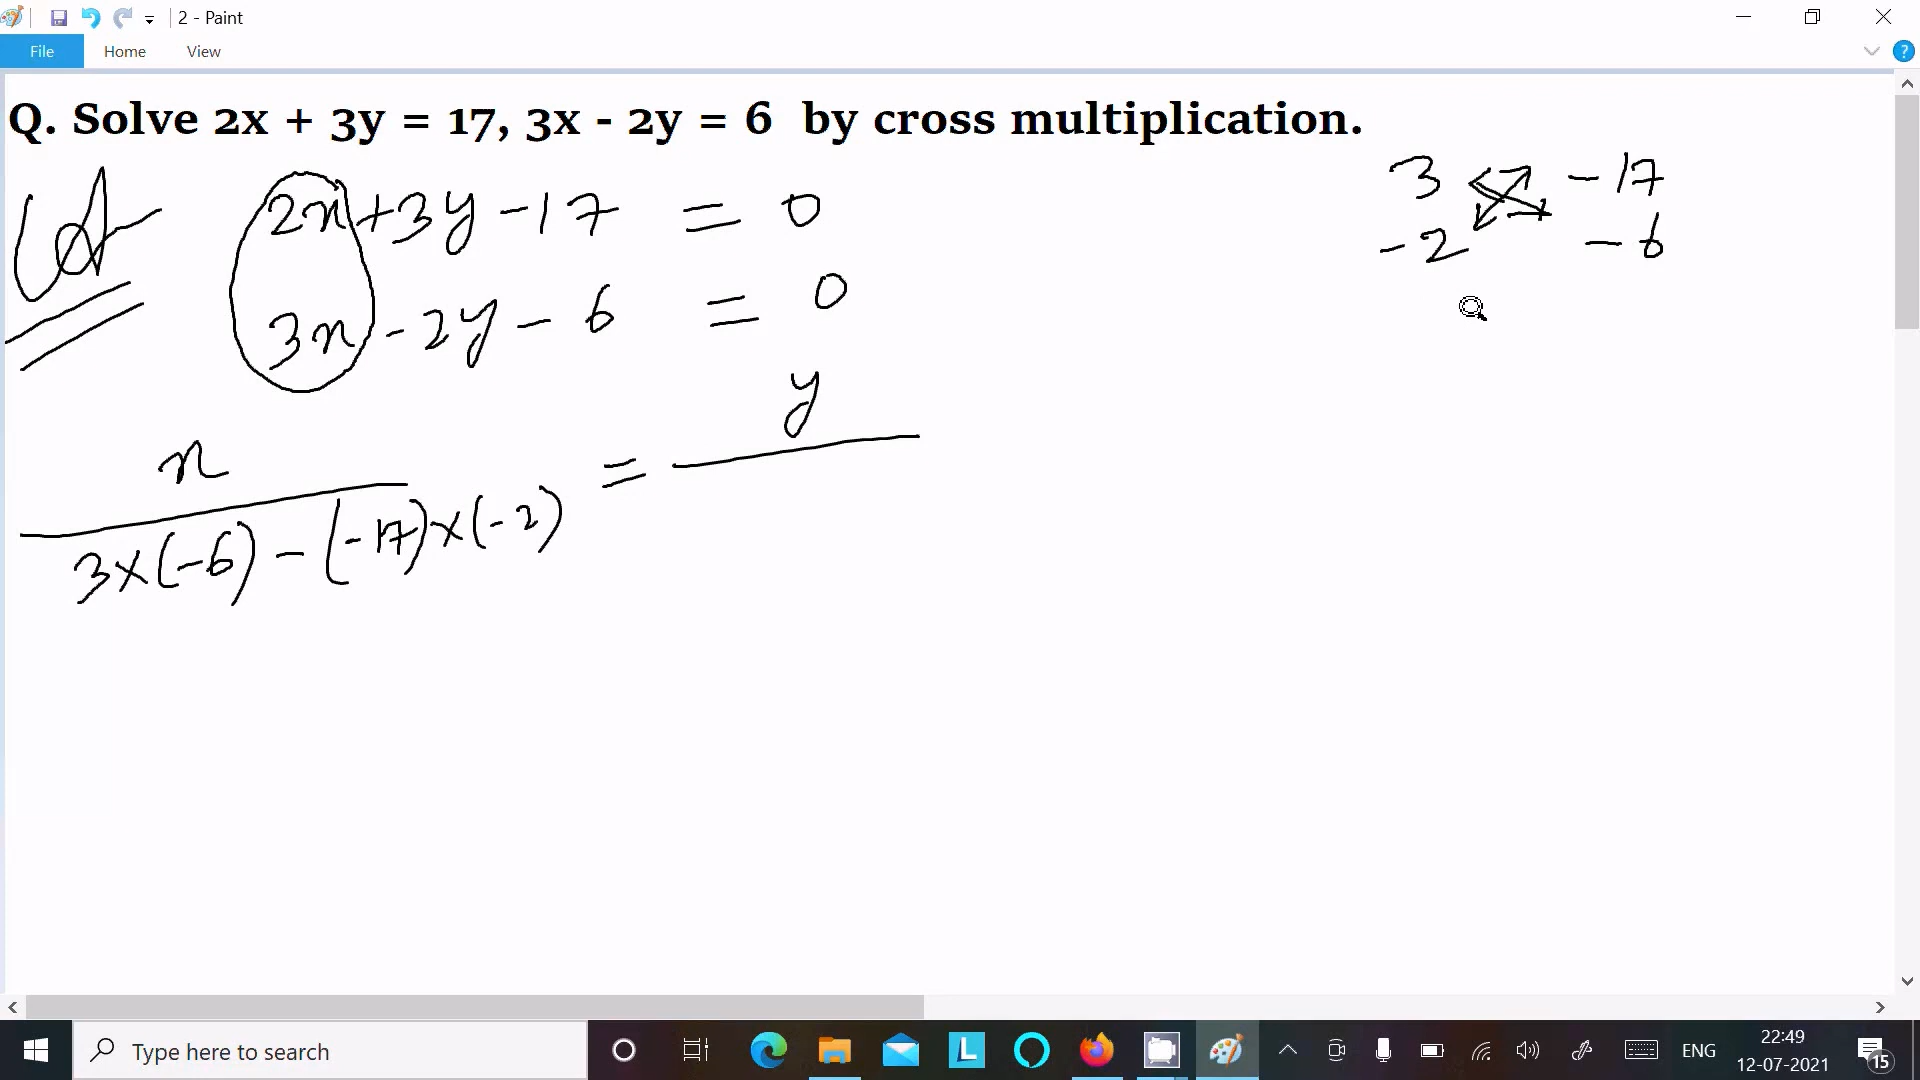 2 - Paint
File Home View
Q. Solve 2x + 3y = 17, 3x - 2y = 6 by cross multiplication.
2x + 3y - 17 = 0
3x - 2y - 6 = 0
3 -17
-2 -6
x = y
3×(-6) - (-17)×(-2)
Type here to search
L
ENG
22:49
12-07-2021
15